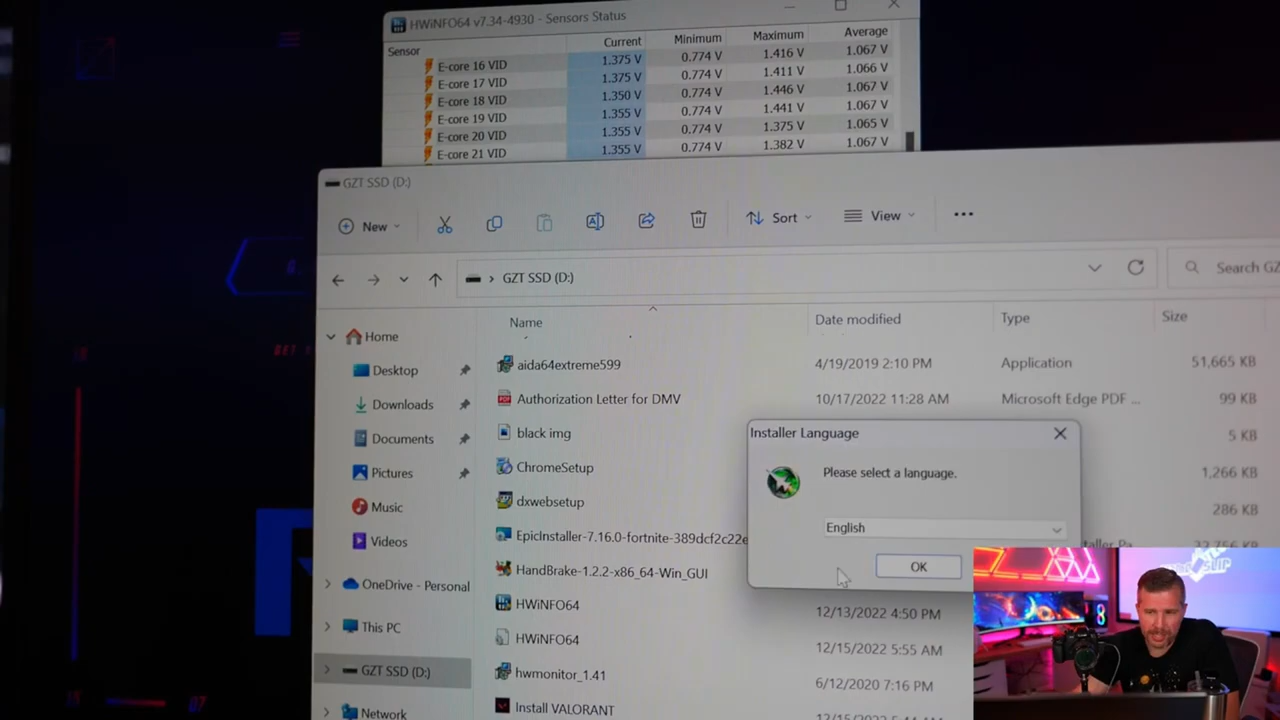 HWiNFO64 v7.34-4930 - Sensors Status
Sensor Current Minimum Maximum Average
E-core 16 VID 1.375 V 0.774 V 1.416 V 1.067 V
E-core 17 VID 1.375 V 0.774 V 1.411 V 1.066 V
E-core 18 VID 1.350 V 0.774 V 1.446 V 1.067 V
E-core 19 VID 1.355 V 0.774 V 1.441 V 1.067 V
E-core 20 VID 1.355 V 0.774 V 1.375 V 1.065 V
E-core 21 VID 1.355 V 0.774 V 1.382 V 1.067 V
GZT SSD (D:)
New Sort View
GZT SSD (D:) Search GZ
Name Date modified Type Size
Home
Desktop
Downloads
Documents
Pictures
Music
Videos
OneDrive - Personal
This PC
GZT SSD (D:)
Network
aida64extreme599 4/19/2019 2:10 PM Application 51,665 KB
Authorization Letter for DMV 10/17/2022 11:28 AM Microsoft Edge PDF ... 99 KB
black img 5 KB
ChromeSetup 1,266 KB
dxwebsetup 286 KB
EpicInstaller-7.16.0-fortnite-389dcf2c22e
HandBrake-1.2.2-x86_64-Win_GUI
HWiNFO64 12/13/2022 4:50 PM
HWiNFO64 12/15/2022 5:55 AM
hwmonitor_1.41 6/12/2020 7:16 PM
Install VALORANT
Installer Language
Please select a language.
English
OK